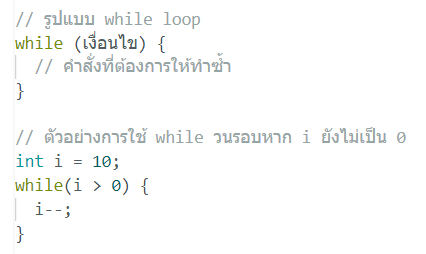 // รูปแบบ while loop
while (เงื่อนไข) {
// คำสั่งที่ต้องการให้ทำซ้ำ
}
// ตัวอย่างการใช้ while วนรอบหาก i ยังไม่เป็น 0
int i = 10;
while(i > 0) {
i--;
}